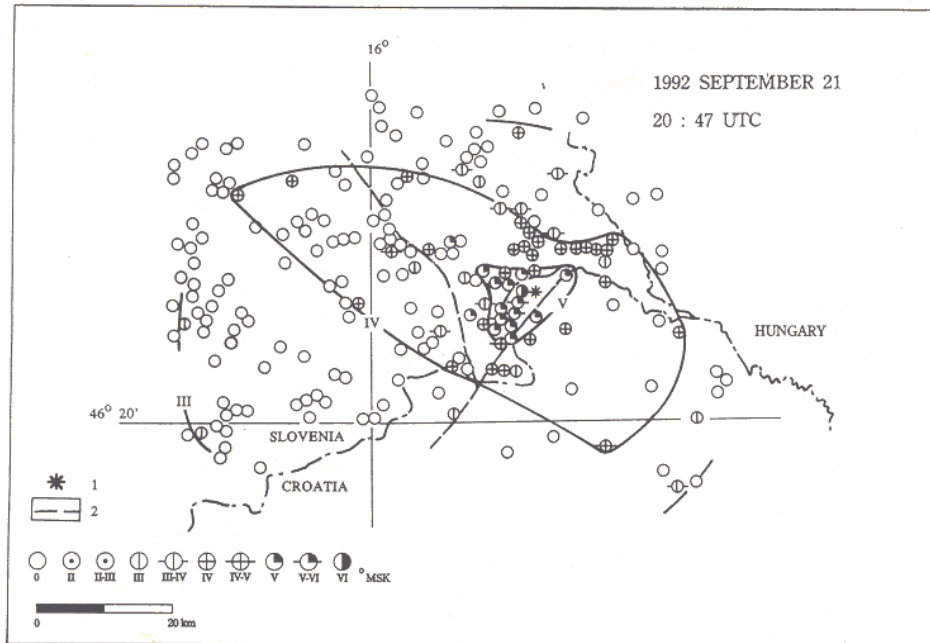 16°
1992 SEPTEMBER 21
20 : 47 UTC
V
IV
HUNGARY
III
46° 20'
SLOVENIA
CROATIA
1
2
0 II II-III III III-IV IV IV-V V V-VI VI °MSK
0 20 km